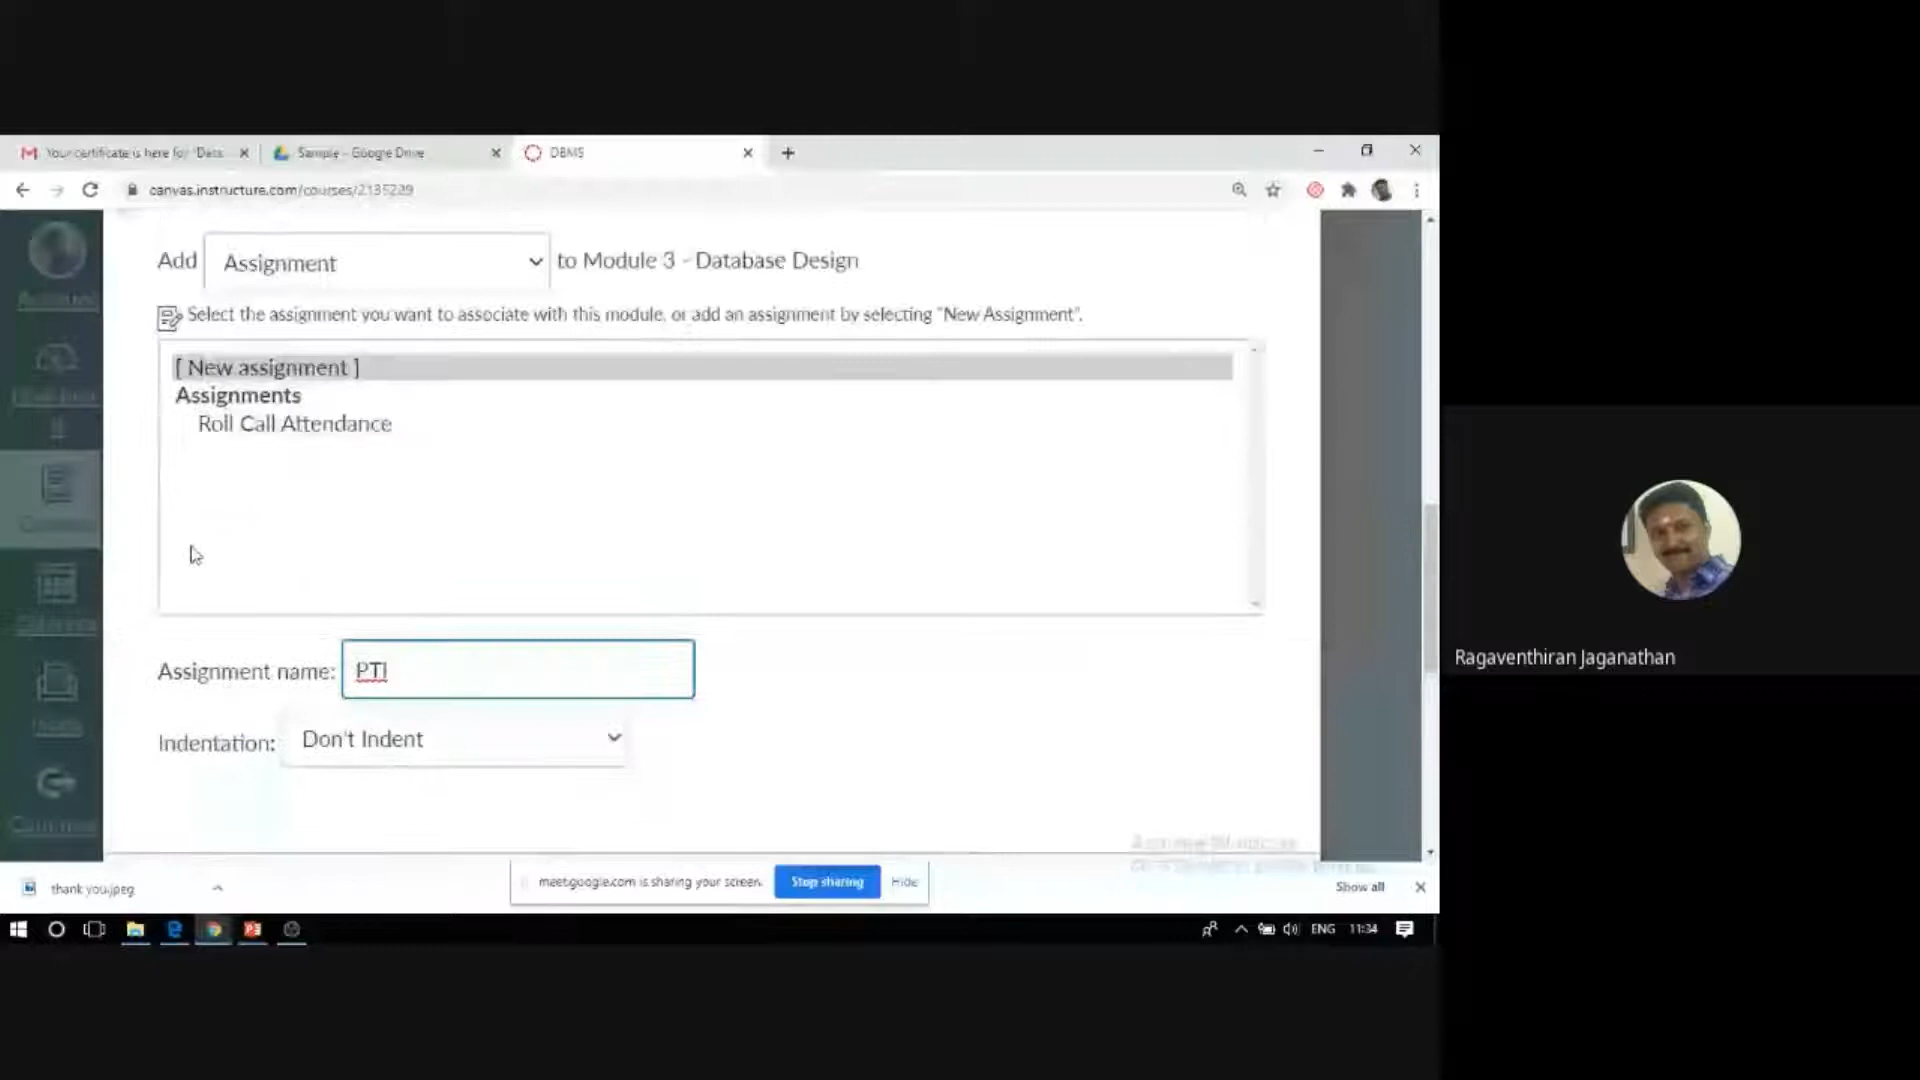 Your certificate is here for "Data
Sample - Google Drive
DBMS
canvas.instructure.com/courses/2135229
Add
Assignment
to Module 3 - Database Design
Select the assignment you want to associate with this module, or add an assignment by selecting "New Assignment".
[ New assignment ]
Assignments
Roll Call Attendance
Assignment name:
PTI
Indentation:
Don't Indent
thank you.jpeg
meet.google.com is sharing your screen.
Stop sharing
Hide
Show all
ENG
11:34
Ragaventhiran Jaganathan